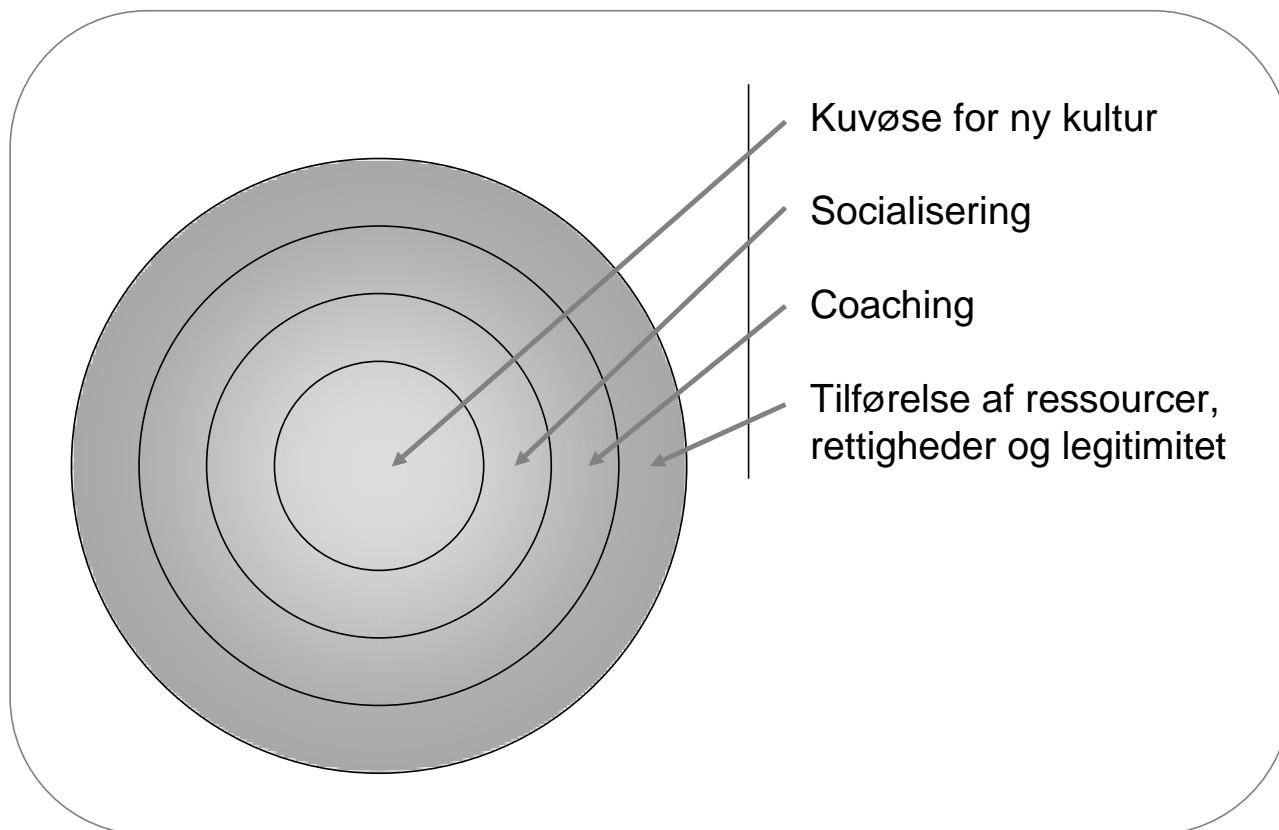 Kuvøse for ny kultur
Socialisering
Coaching
Tilførelse af ressourcer,
rettigheder og legitimitet